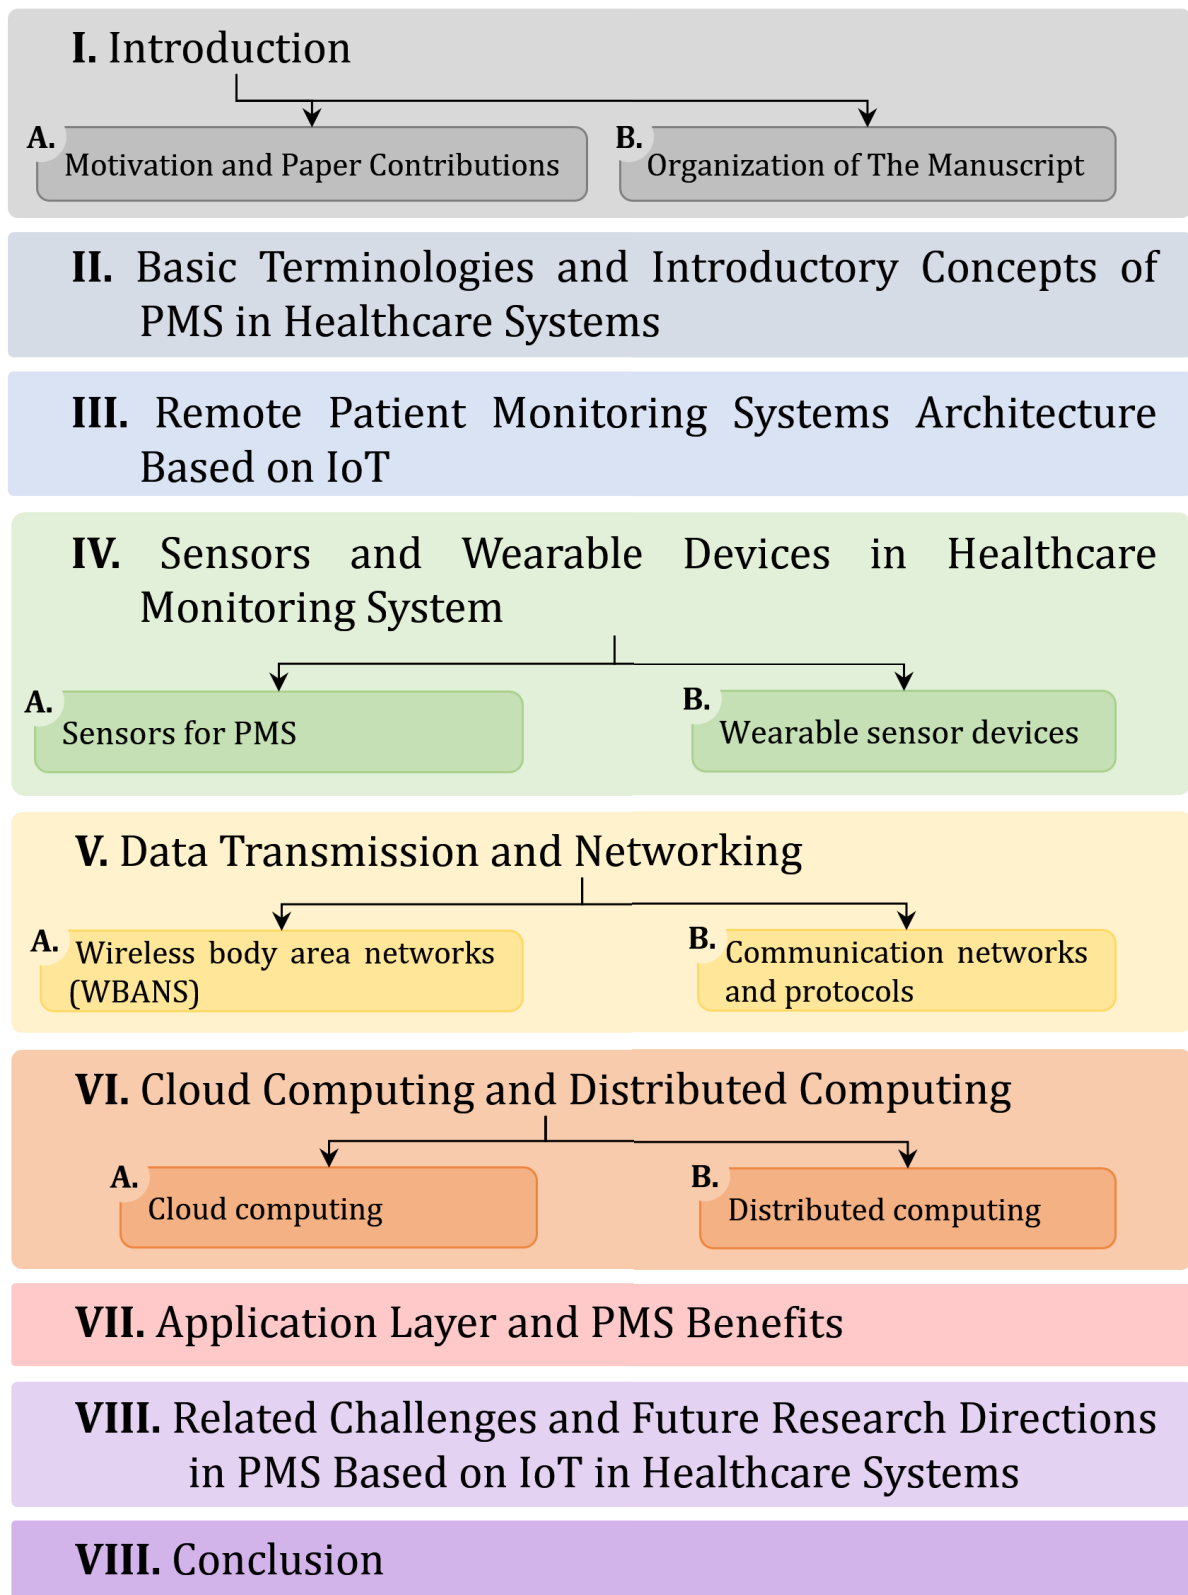 I. Introduction
A. Motivation and Paper Contributions
B. Organization of The Manuscript
II. Basic Terminologies and Introductory Concepts of
PMS in Healthcare Systems
III. Remote Patient Monitoring Systems Architecture
Based on IoT
IV. Sensors and Wearable Devices in Healthcare
Monitoring System
A. Sensors for PMS
B. Wearable sensor devices
V. Data Transmission and Networking
A. Wireless body area networks
(WBANS)
B. Communication networks
and protocols
VI. Cloud Computing and Distributed Computing
A. Cloud computing
B. Distributed computing
VII. Application Layer and PMS Benefits
VIII. Related Challenges and Future Research Directions
in PMS Based on IoT in Healthcare Systems
VIII. Conclusion